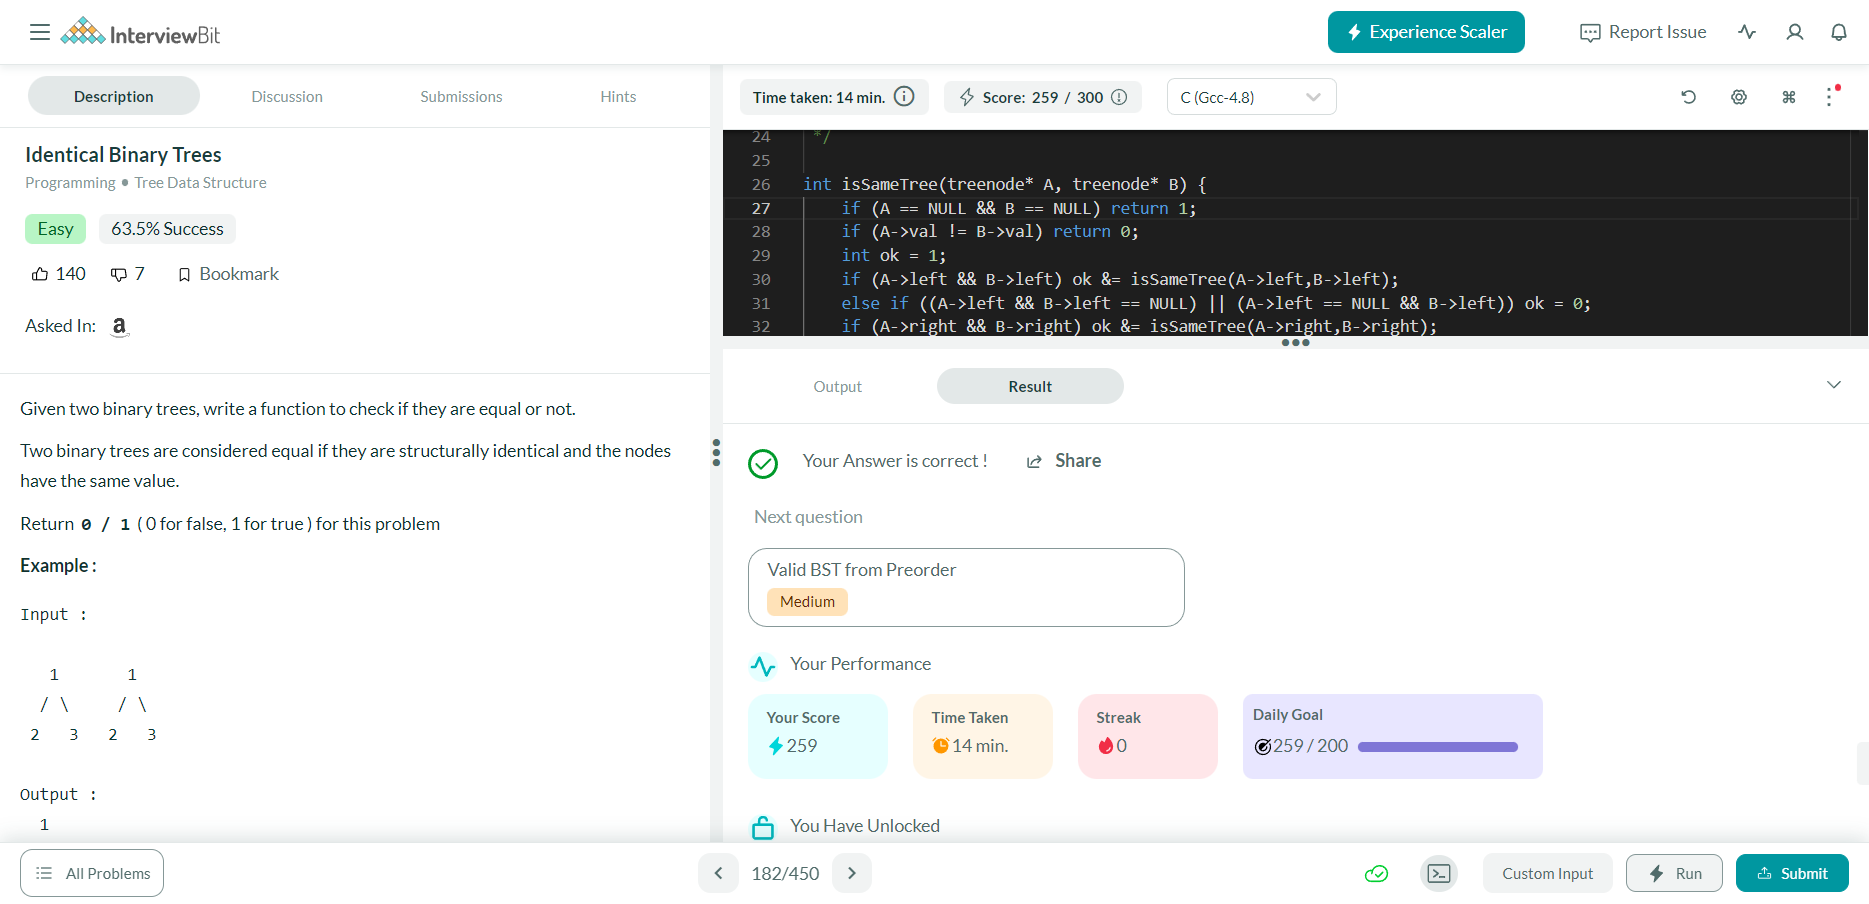 InterviewBit
Experience Scaler
Report Issue
Description
Discussion
Submissions
Hints
Time taken: 14 min.
Score: 259 / 300
C (Gcc-4.8)
Identical Binary Trees
Programming • Tree Data Structure
Easy
63.5% Success
140
7
Bookmark
Asked In:
a
Given two binary trees, write a function to check if they are equal or not.
Two binary trees are considered equal if they are structurally identical and the nodes
have the same value.
Return 0 / 1 ( 0 for false, 1 for true ) for this problem
Example :
Input :
1       1
/ \     / \
2   3   2   3
Output :
1
24 */
25
26 int isSameTree(treenode* A, treenode* B) {
27     if (A == NULL && B == NULL) return 1;
28     if (A->val != B->val) return 0;
29     int ok = 1;
30     if (A->left && B->left) ok &= isSameTree(A->left,B->left);
31     else if ((A->left && B->left == NULL) || (A->left == NULL && B->left)) ok = 0;
32     if (A->right && B->right) ok &= isSameTree(A->right,B->right);
Output
Result
Your Answer is correct !
Share
Next question
Valid BST from Preorder
Medium
Your Performance
Your Score
259
Time Taken
14 min.
Streak
0
Daily Goal
259 / 200
You Have Unlocked
All Problems
182/450
Custom Input
Run
Submit